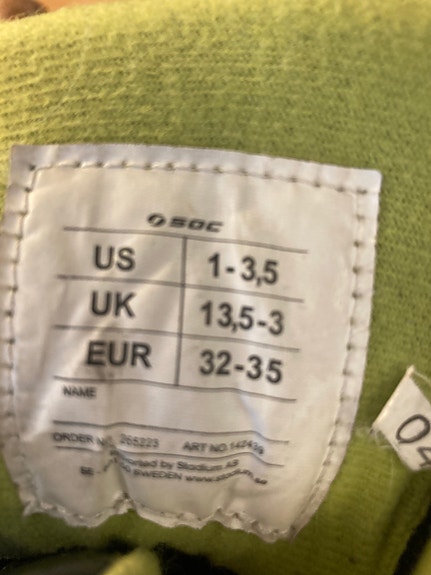 SOC
US 1-3,5
UK 13,5-3
EUR 32-35
NAME
ORDER 265223 ART NO.
by Stadium AB
SWEDEN
04